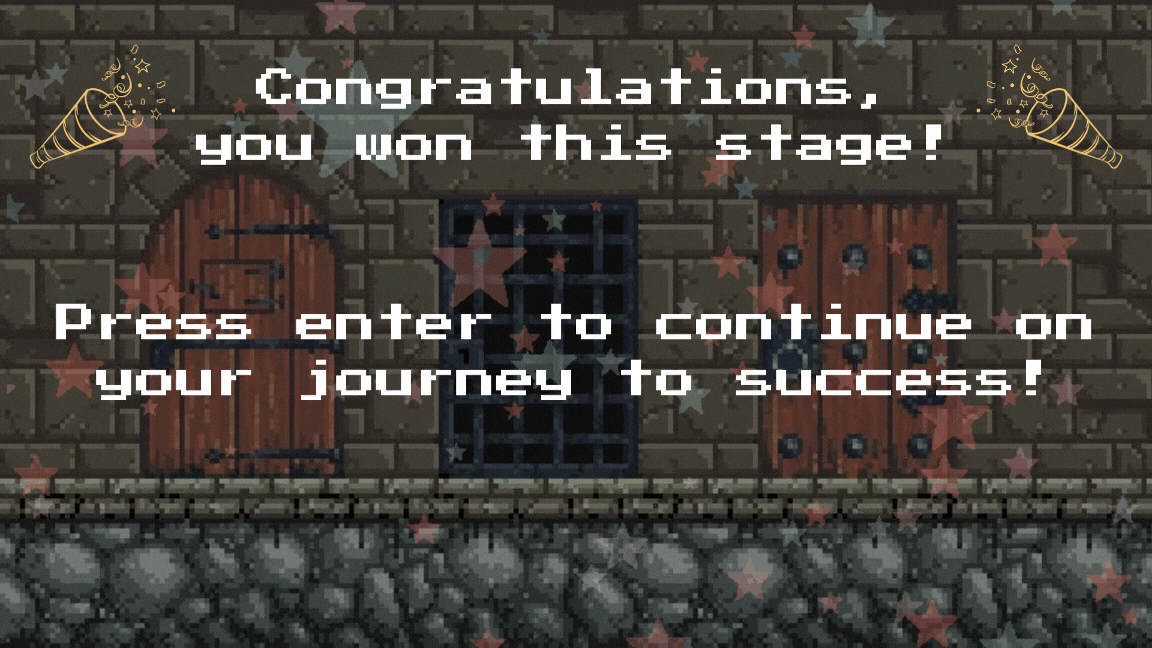 Congratulations,
you won this stage!
Press enter to continue on
your journey to success!